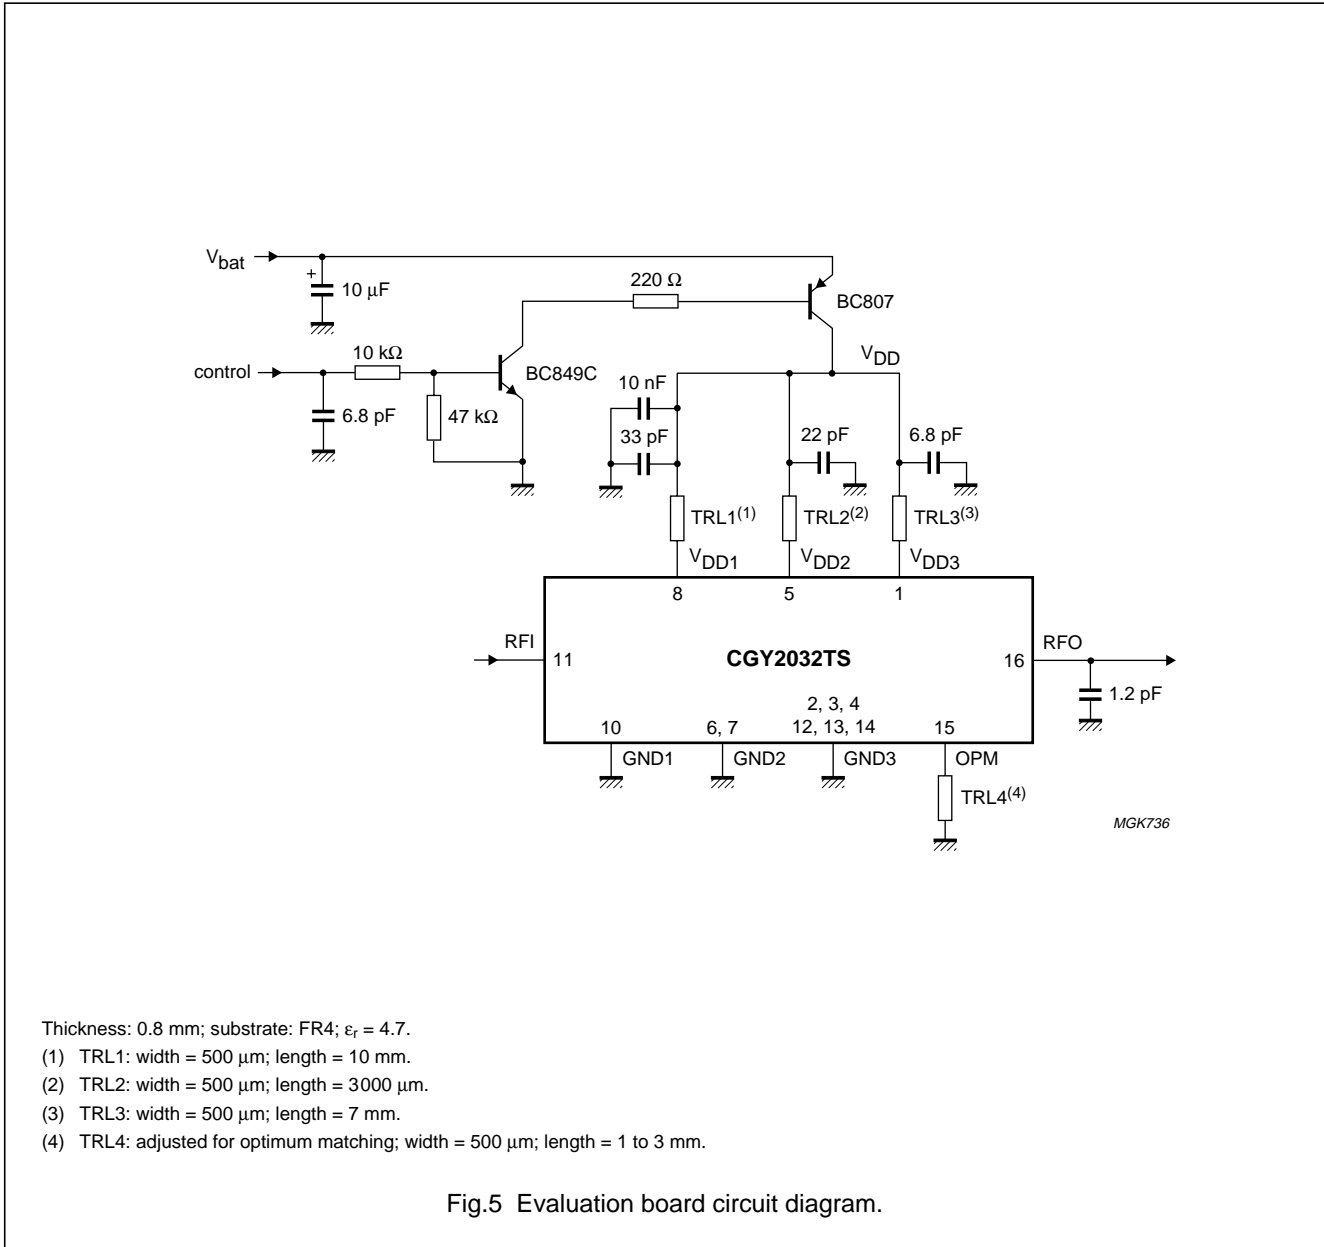 V_bat
+
10 μF
220 Ω
BC807
control
10 kΩ
BC849C
6.8 pF
47 kΩ
V_DD
10 nF
33 pF
22 pF
6.8 pF
TRL1(1)
TRL2(2)
TRL3(3)
V_DD1
V_DD2
V_DD3
8
5
1
RFI
11
CGY2032TS
16
RFO
1.2 pF
2, 3, 4
10
6, 7
12, 13, 14
15
GND1
GND2
GND3
OPM
TRL4(4)
MGK736
Thickness: 0.8 mm; substrate: FR4; εr = 4.7.
(1) TRL1: width = 500 μm; length = 10 mm.
(2) TRL2: width = 500 μm; length = 3000 μm.
(3) TRL3: width = 500 μm; length = 7 mm.
(4) TRL4: adjusted for optimum matching; width = 500 μm; length = 1 to 3 mm.
Fig.5 Evaluation board circuit diagram.